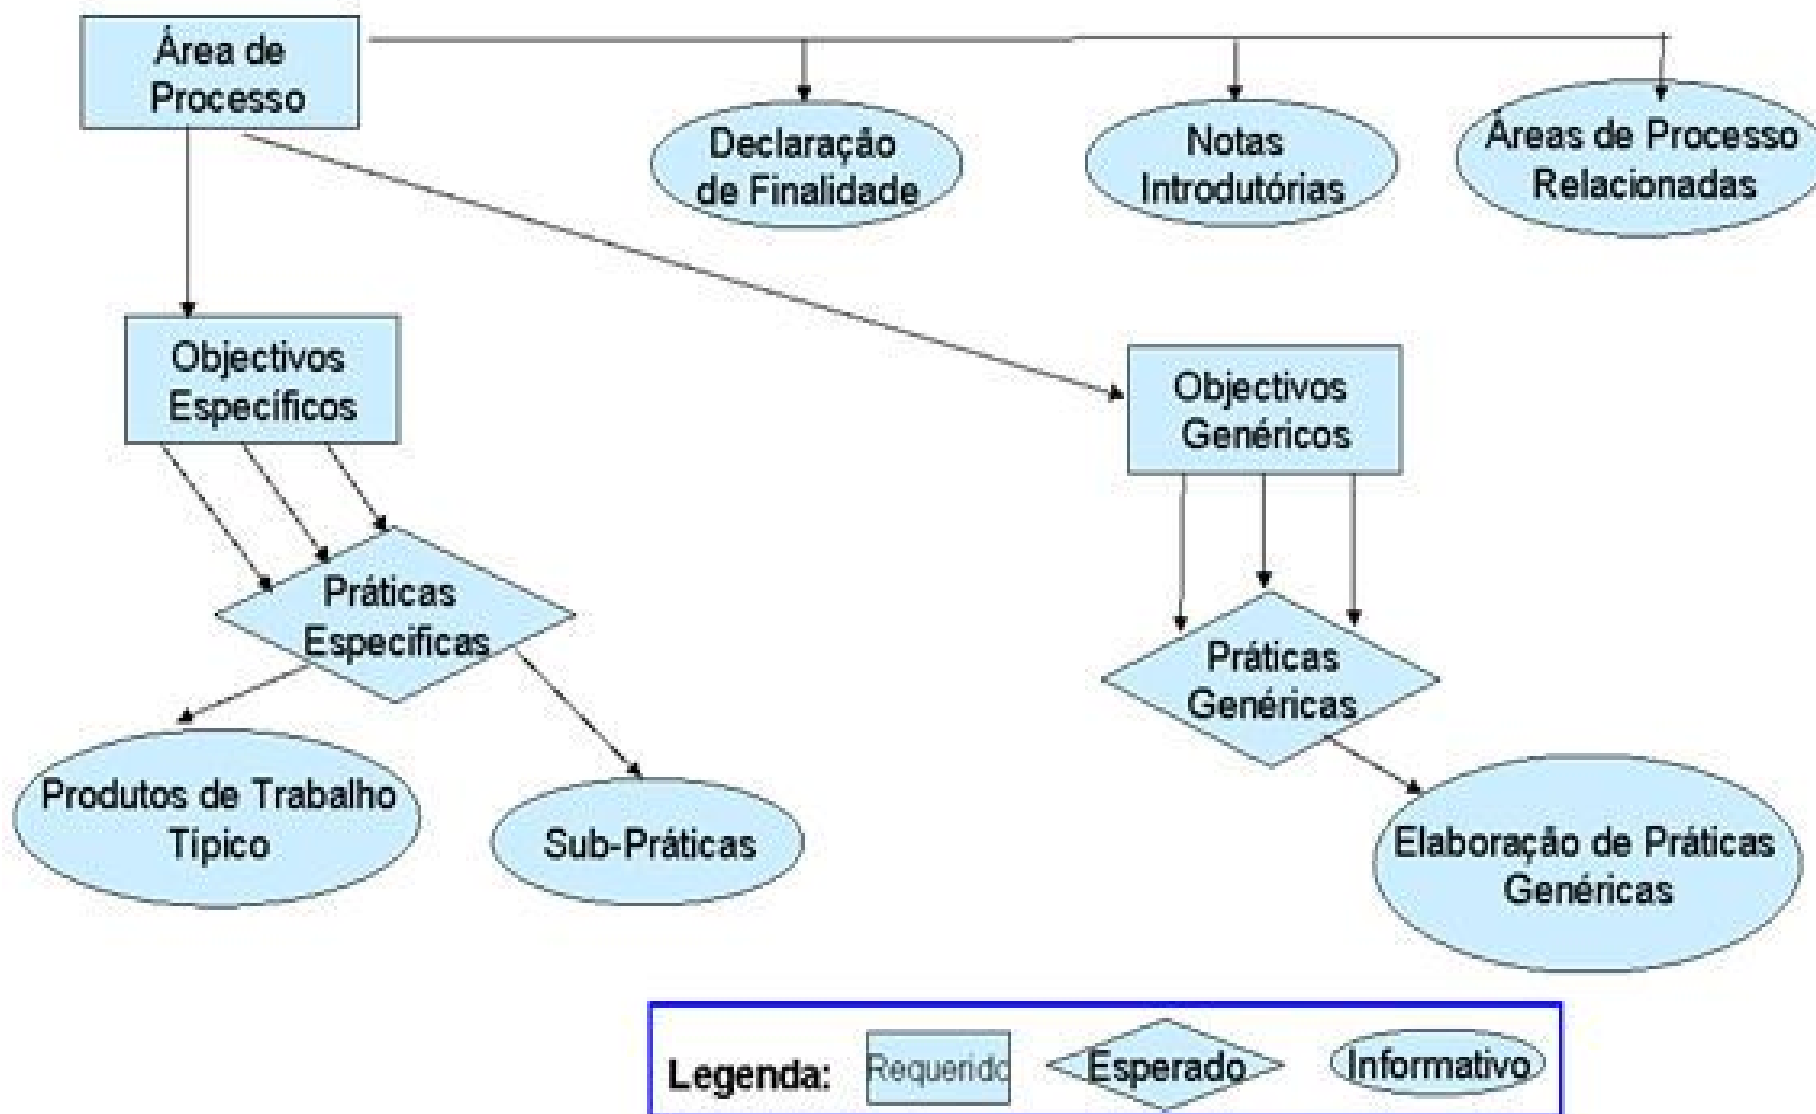 Área de
Processo
Declaração
de Finalidade
Notas
Introdutórias
Áreas de Processo
Relacionadas
Objectivos
Específicos
Objectivos
Genéricos
Práticas
Especificas
Práticas
Genéricas
Produtos de Trabalho
Típico
Sub-Práticas
Elaboração de Práticas
Genéricas
Legenda:
Requerido
Esperado
Informativo